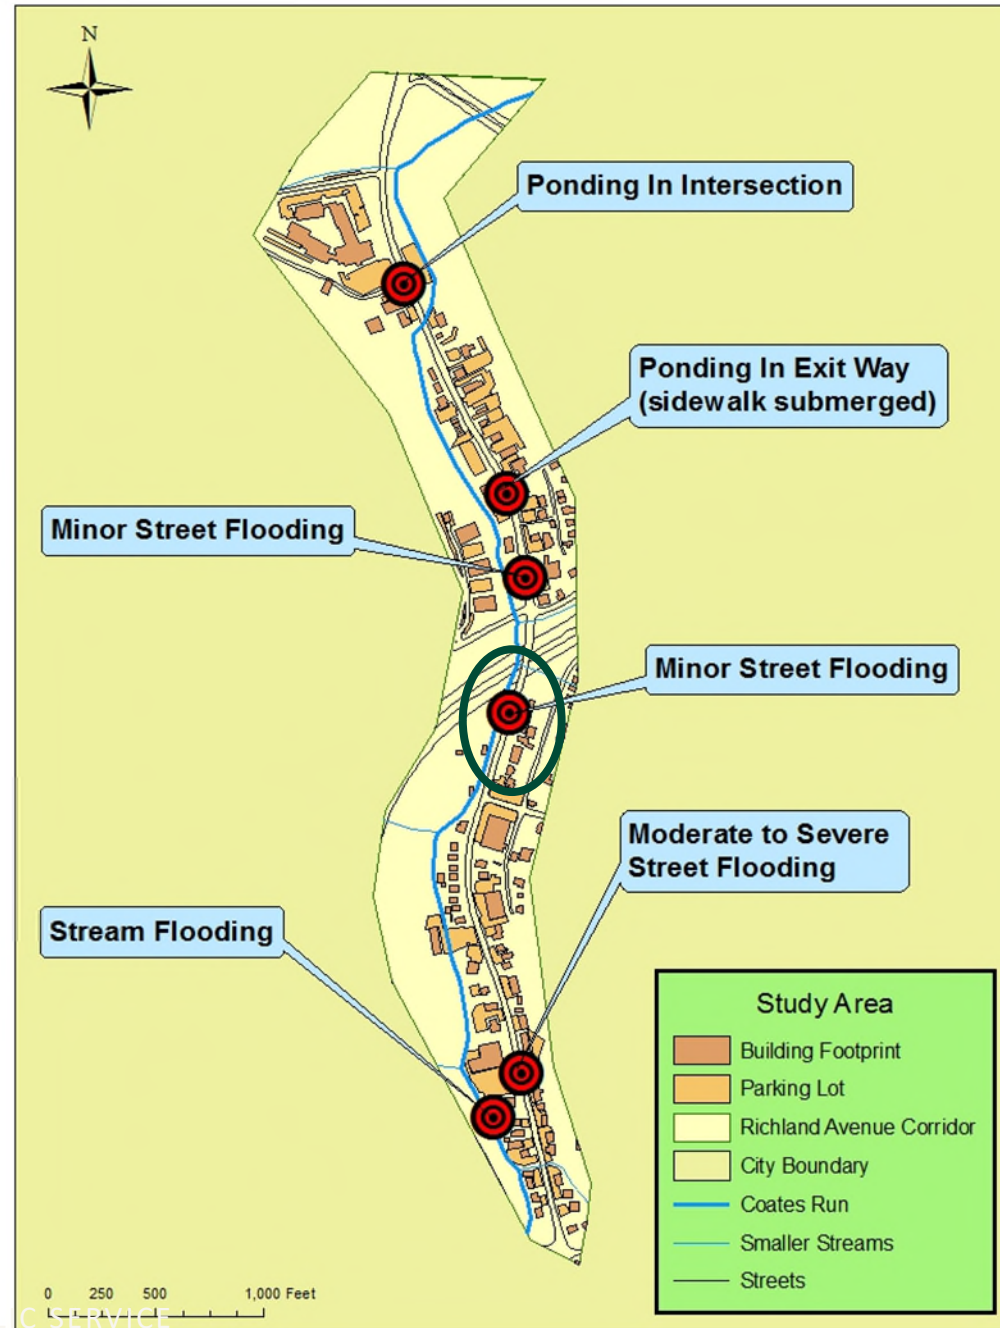 N
Ponding In Intersection
Ponding In Exit Way
(sidewalk submerged)
Minor Street Flooding
Minor Street Flooding
Moderate to Severe
Street Flooding
Stream Flooding
Study Area
Building Footprint
Parking Lot
Richland Avenue Corridor
City Boundary
Coates Run
Smaller Streams
Streets
0 250 500 1,000 Feet
C SERVICE